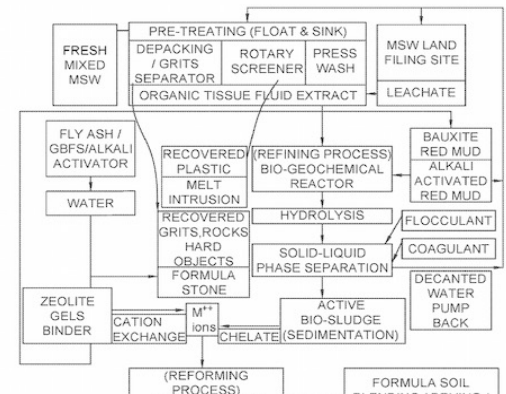 PRE-TREATING (FLOAT & SINK)
FRESH
MIXED
MSW
DEPACKING
/ GRITS
SEPARATOR
ROTARY
SCREENER
PRESS
WASH
ORGANIC TISSUE FLUID EXTRACT
MSW LAND
FILING SITE
LEACHATE
FLY ASH /
GBFS/ALKALI
ACTIVATOR
WATER
RECOVERED
PLASTIC
MELT
INTRUSION
(REFINING PROCESS)
BIO-GEOCHEMICAL
REACTOR
BAUXITE
RED MUD
ALKALI
ACTIVATED
RED MUD
RECOVERED
GRITS,ROCKS
HARD
OBJECTS
FORMULA
STONE
HYDROLYSIS
FLOCCULANT
SOLID-LIQUID
PHASE SEPARATION
COAGULANT
DECANTED
WATER
PUMP
BACK
ZEOLITE
GELS
BINDER
CATION
EXCHANGE
M++
ions
CHELATE
ACTIVE
BIO-SLUDGE
(SEDIMENTATION)
(REFORMING
PROCESS)
FORMULA SOIL